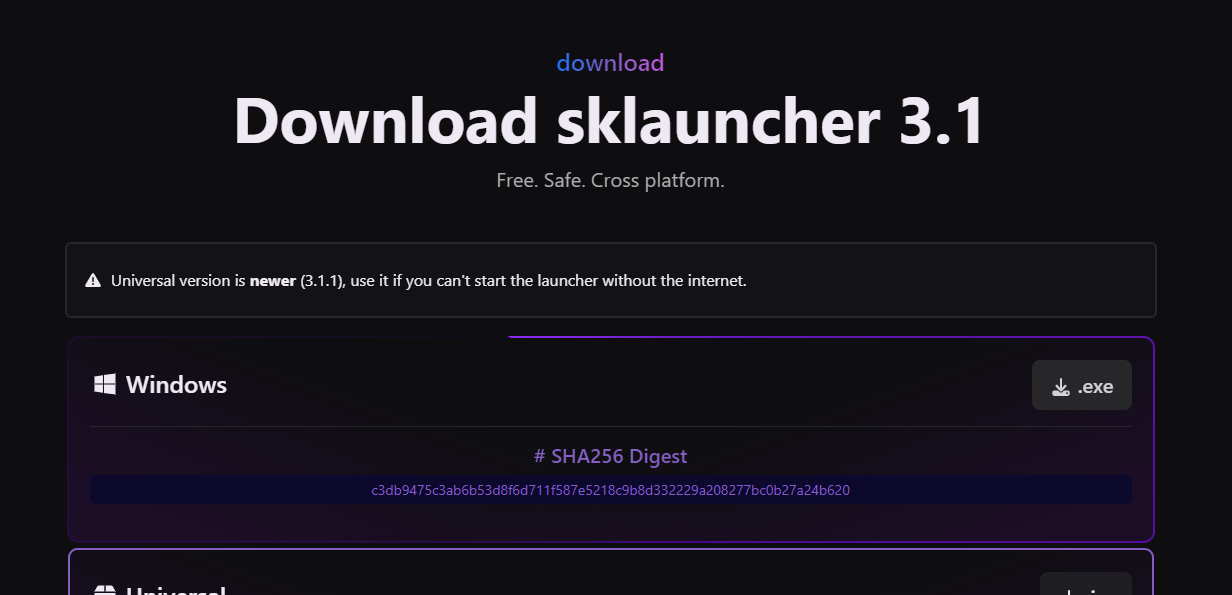 download
Download sklauncher 3.1
Free. Safe. Cross platform.
Universal version is newer (3.1.1), use it if you can't start the launcher without the internet.
Windows
.exe
# SHA256 Digest
c3db9475c3ab6b53d8f6d711f587e5218c9b8d332229a208277bc0b27a24b620
Universal